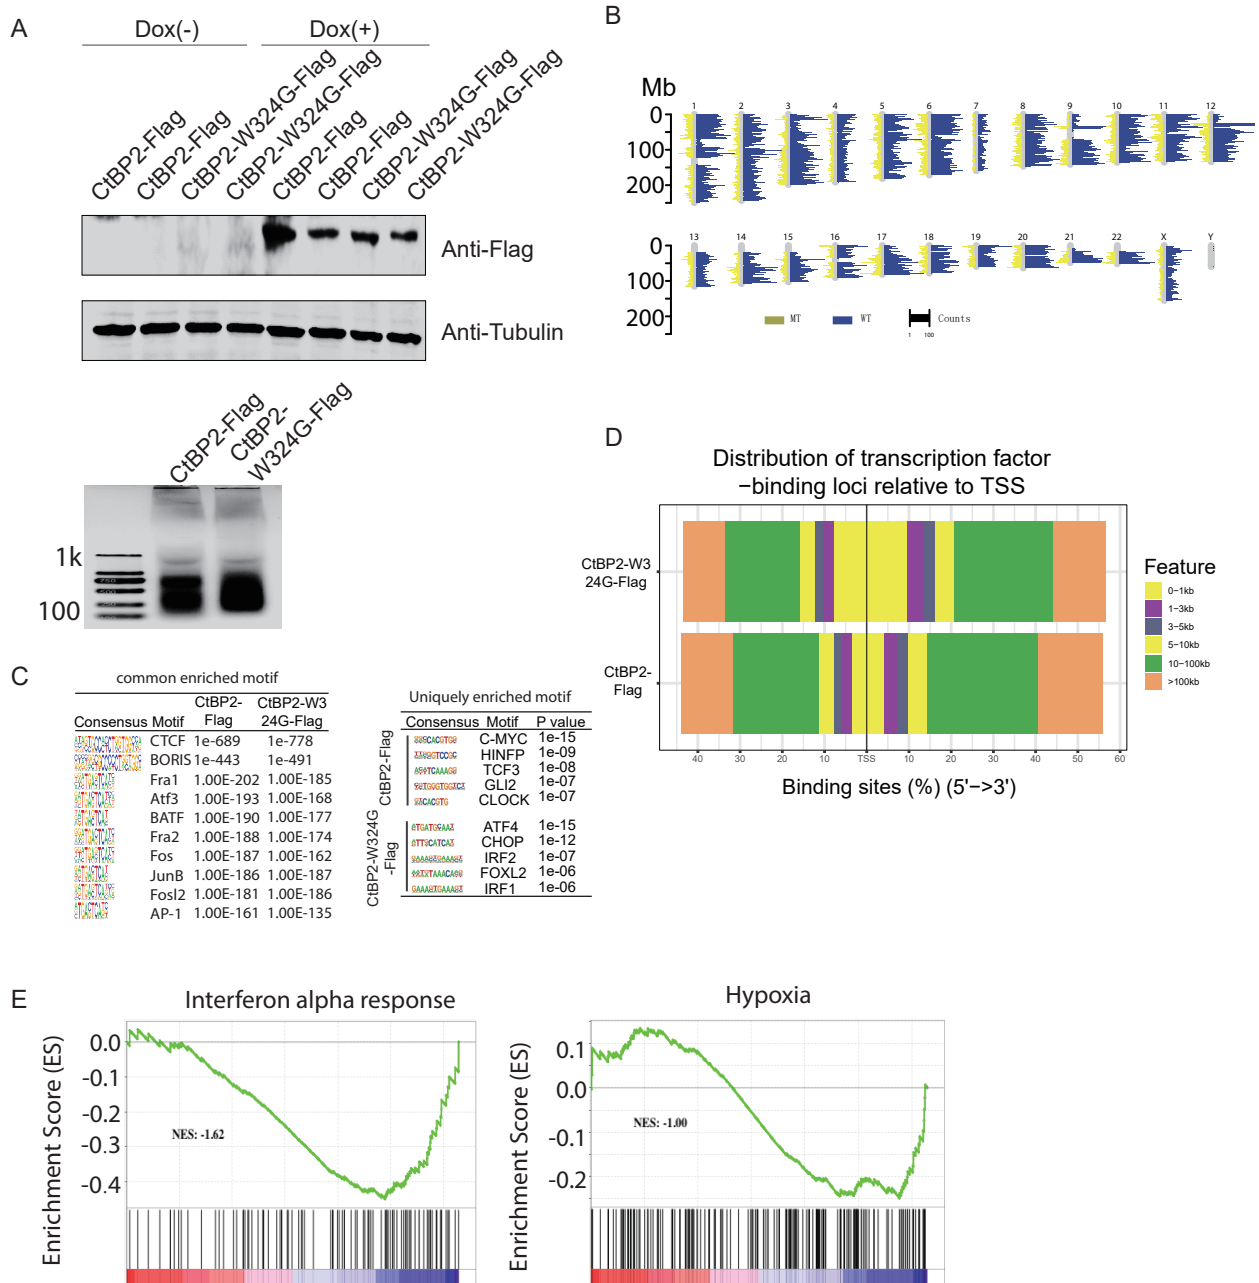 A
Dox(-)
Dox(+)
CtBP2-Flag
CtBP2-Flag
CtBP2-W324G-Flag
CtBP2-W324G-Flag
CtBP2-Flag
CtBP2-Flag
CtBP2-W324G-Flag
CtBP2-W324G-Flag
Anti-Flag
Anti-Tubulin
CtBP2-Flag
CtBP2-
W324G-Flag
1k
100
B
Mb
1 2 3 4 5 6 7 8 9 10 11 12
0
100
200
13 14 15 16 17 18 19 20 21 22 X Y
0
100
200
MT WT Counts
1 100
C
common enriched motif
Consensus Motif CtBP2-Flag CtBP2-W324G-Flag
CTCF 1e-689 1e-778
BORIS 1e-443 1e-491
Fra1 1.00E-202 1.00E-185
Atf3 1.00E-193 1.00E-168
BATF 1.00E-190 1.00E-177
Fra2 1.00E-188 1.00E-174
Fos 1.00E-187 1.00E-162
JunB 1.00E-186 1.00E-187
Fosl2 1.00E-181 1.00E-186
AP-1 1.00E-161 1.00E-135
Uniquely enriched motif
Consensus Motif P value
CtBP2-Flag
C-MYC 1e-15
HINFP 1e-09
TCF3 1e-08
GLI2 1e-07
CLOCK 1e-07
CtBP2-W324G
-Flag
ATF4 1e-15
CHOP 1e-12
IRF2 1e-07
FOXL2 1e-06
IRF1 1e-06
D
Distribution of transcription factor
−binding loci relative to TSS
CtBP2-W3
24G-Flag
CtBP2-
Flag
40 30 20 10 TSS 10 20 30 40 50 60
Binding sites (%) (5'−>3')
Feature
0−1kb
1−3kb
3−5kb
5−10kb
10−100kb
>100kb
E
Interferon alpha response
Enrichment Score (ES)
0.0
-0.1
-0.2
-0.3
-0.4
NES: -1.62
Hypoxia
Enrichment Score (ES)
0.1
0.0
-0.1
-0.2
NES: -1.00